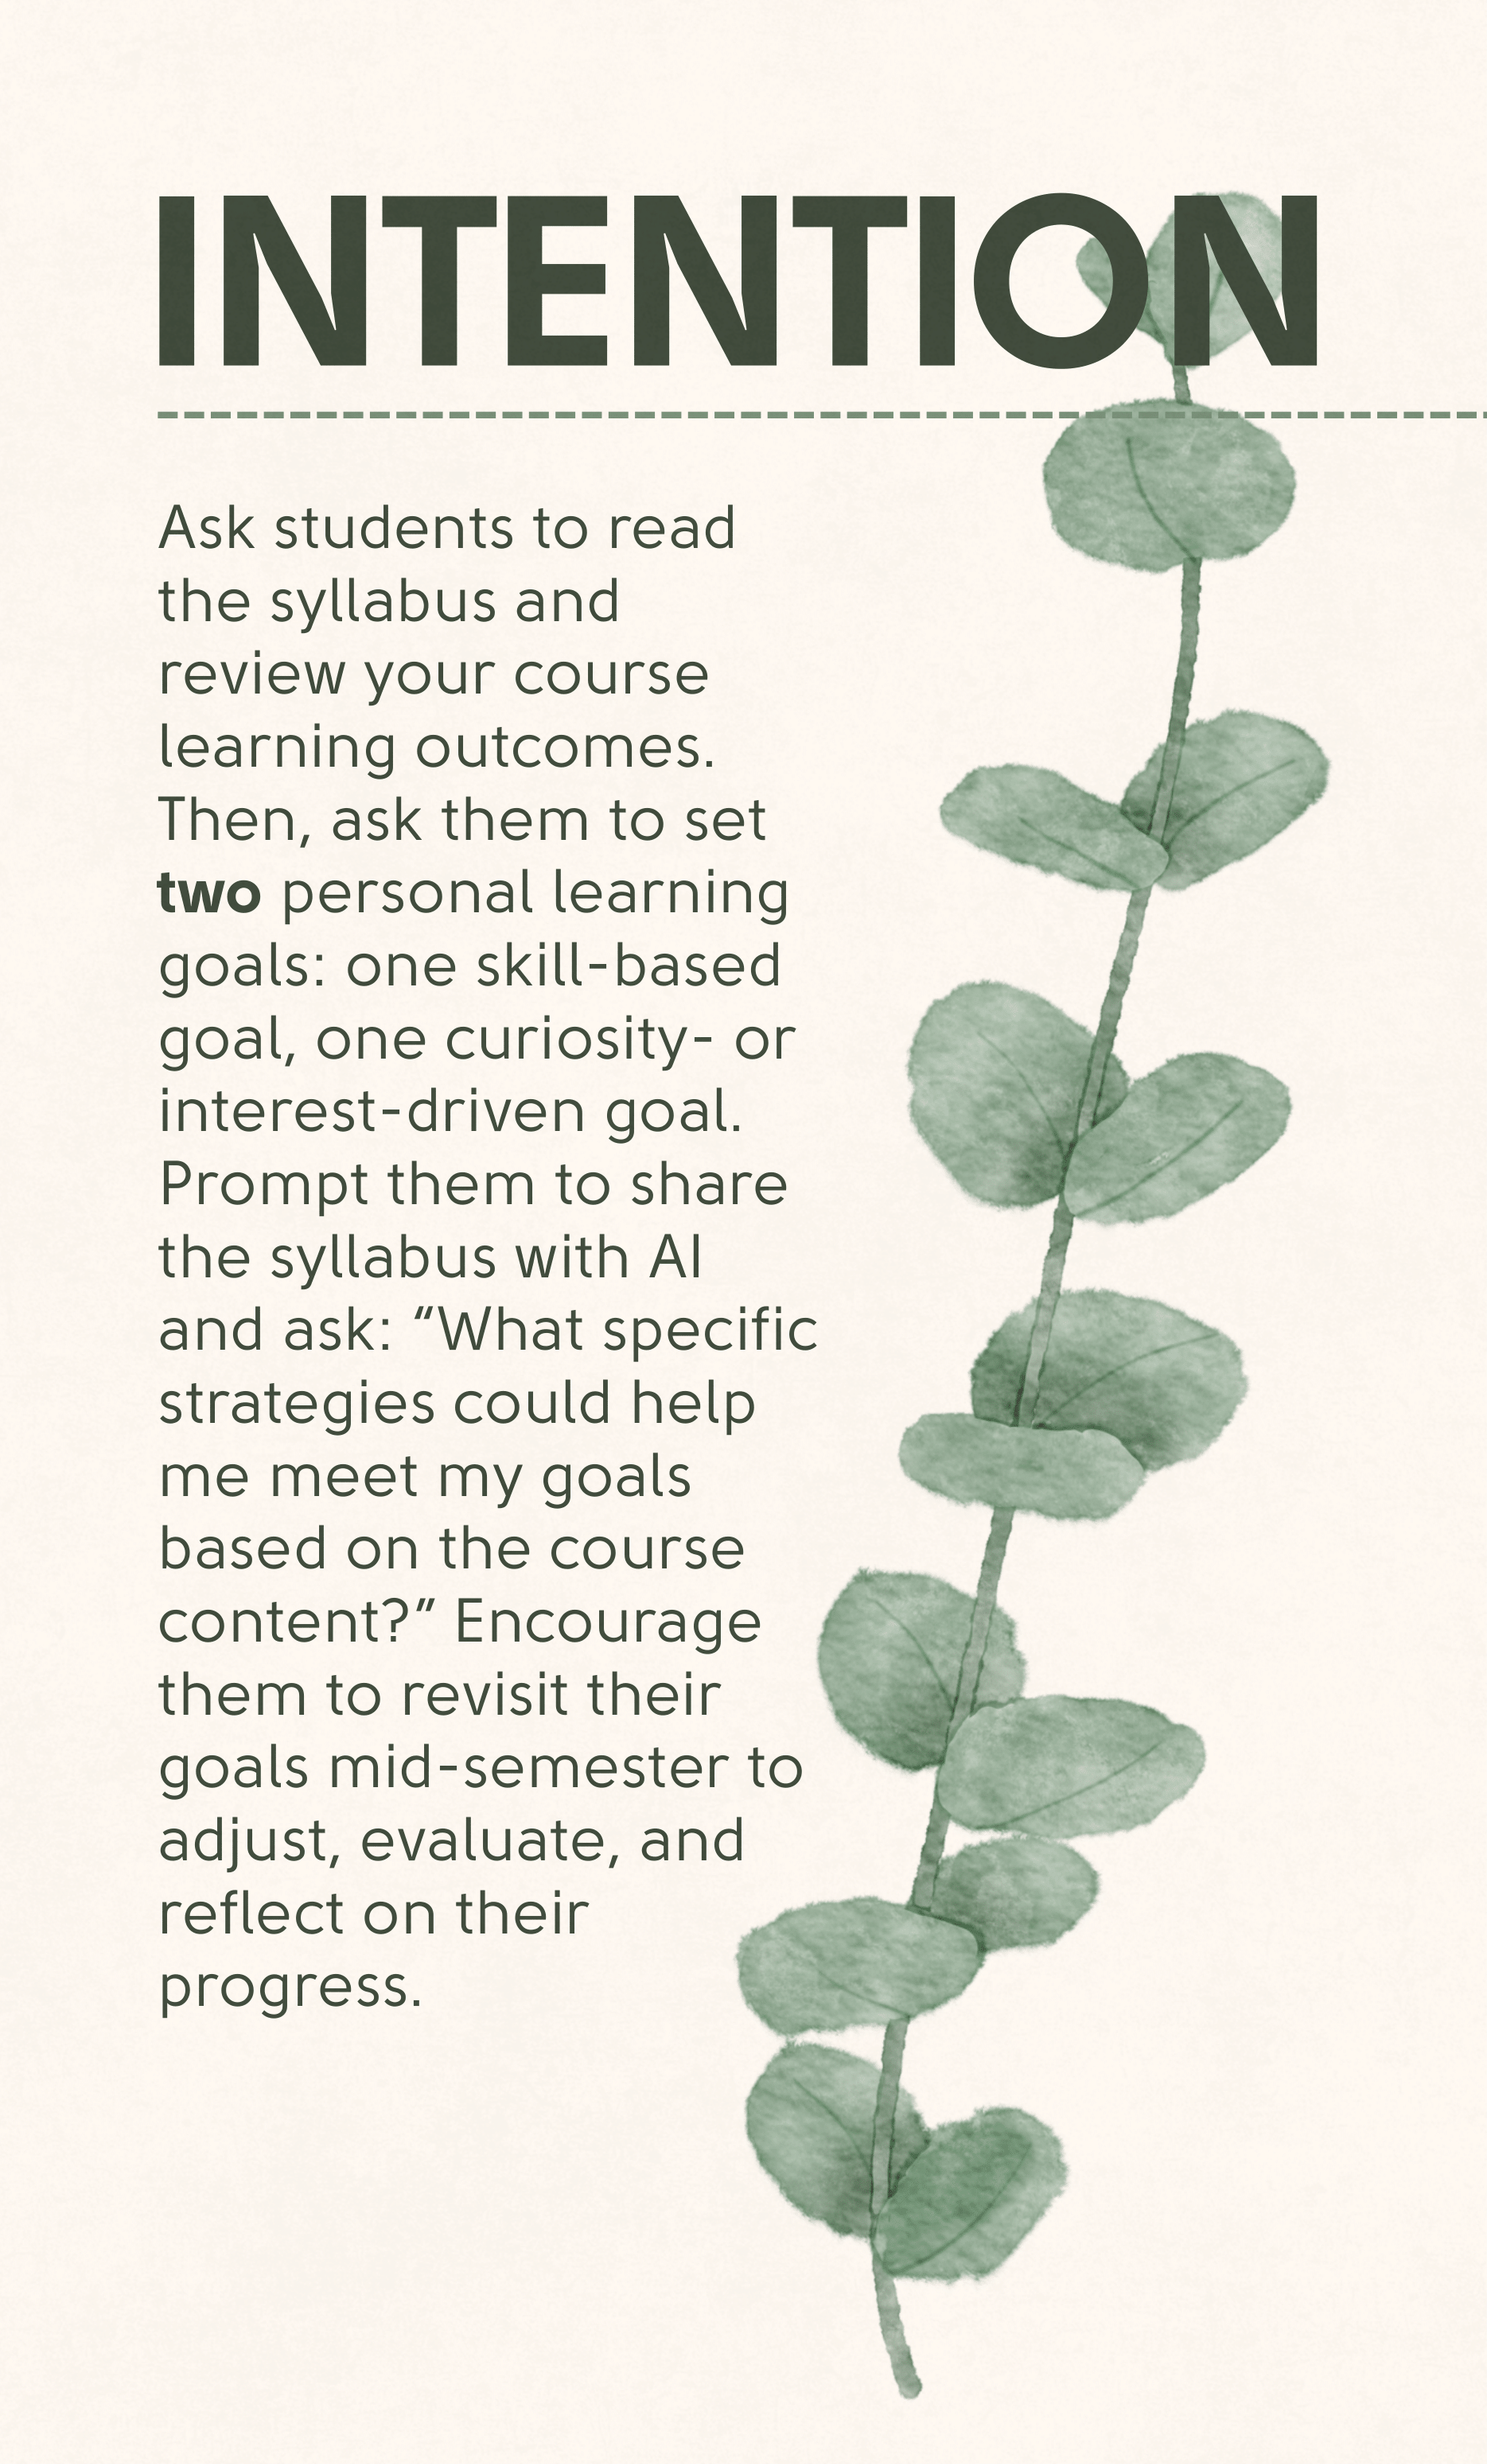 INTENTION
Ask students to read
the syllabus and
review your course
learning outcomes.
Then, ask them to set
two personal learning
goals: one skill-based
goal, one curiosity- or
interest-driven goal.
Prompt them to share
the syllabus with AI
and ask: “What specific
strategies could help
me meet my goals
based on the course
content?” Encourage
them to revisit their
goals mid-semester to
adjust, evaluate, and
reflect on their
progress.